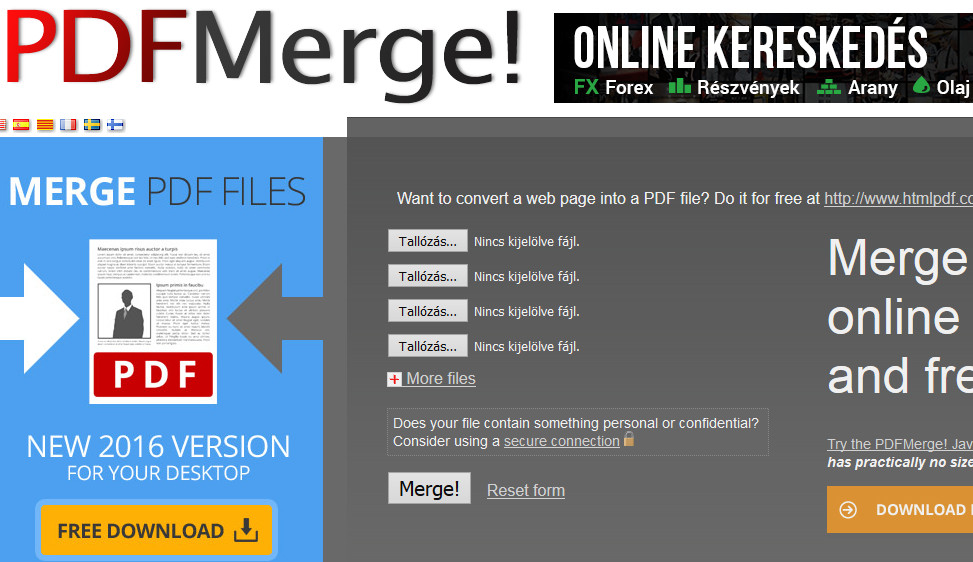 PDFMerge!
ONLINE KERESKEDÉS
FX Forex Részvények Arany Olaj
MERGE PDF FILES
Maecenas ipsum risus auctor a turpis
Ipsum primis in faucibu.
PDF
NEW 2016 VERSION
FOR YOUR DESKTOP
FREE DOWNLOAD
Want to convert a web page into a PDF file? Do it for free at http://www.htmlpdf.co
Tallózás... Nincs kijelölve fájl.
Tallózás... Nincs kijelölve fájl.
Tallózás... Nincs kijelölve fájl.
Tallózás... Nincs kijelölve fájl.
More files
Does your file contain something personal or confidential?
Consider using a secure connection
Merge! Reset form
Merge
online
and fre
Try the PDFMerge! Jav
has practically no size
DOWNLOAD